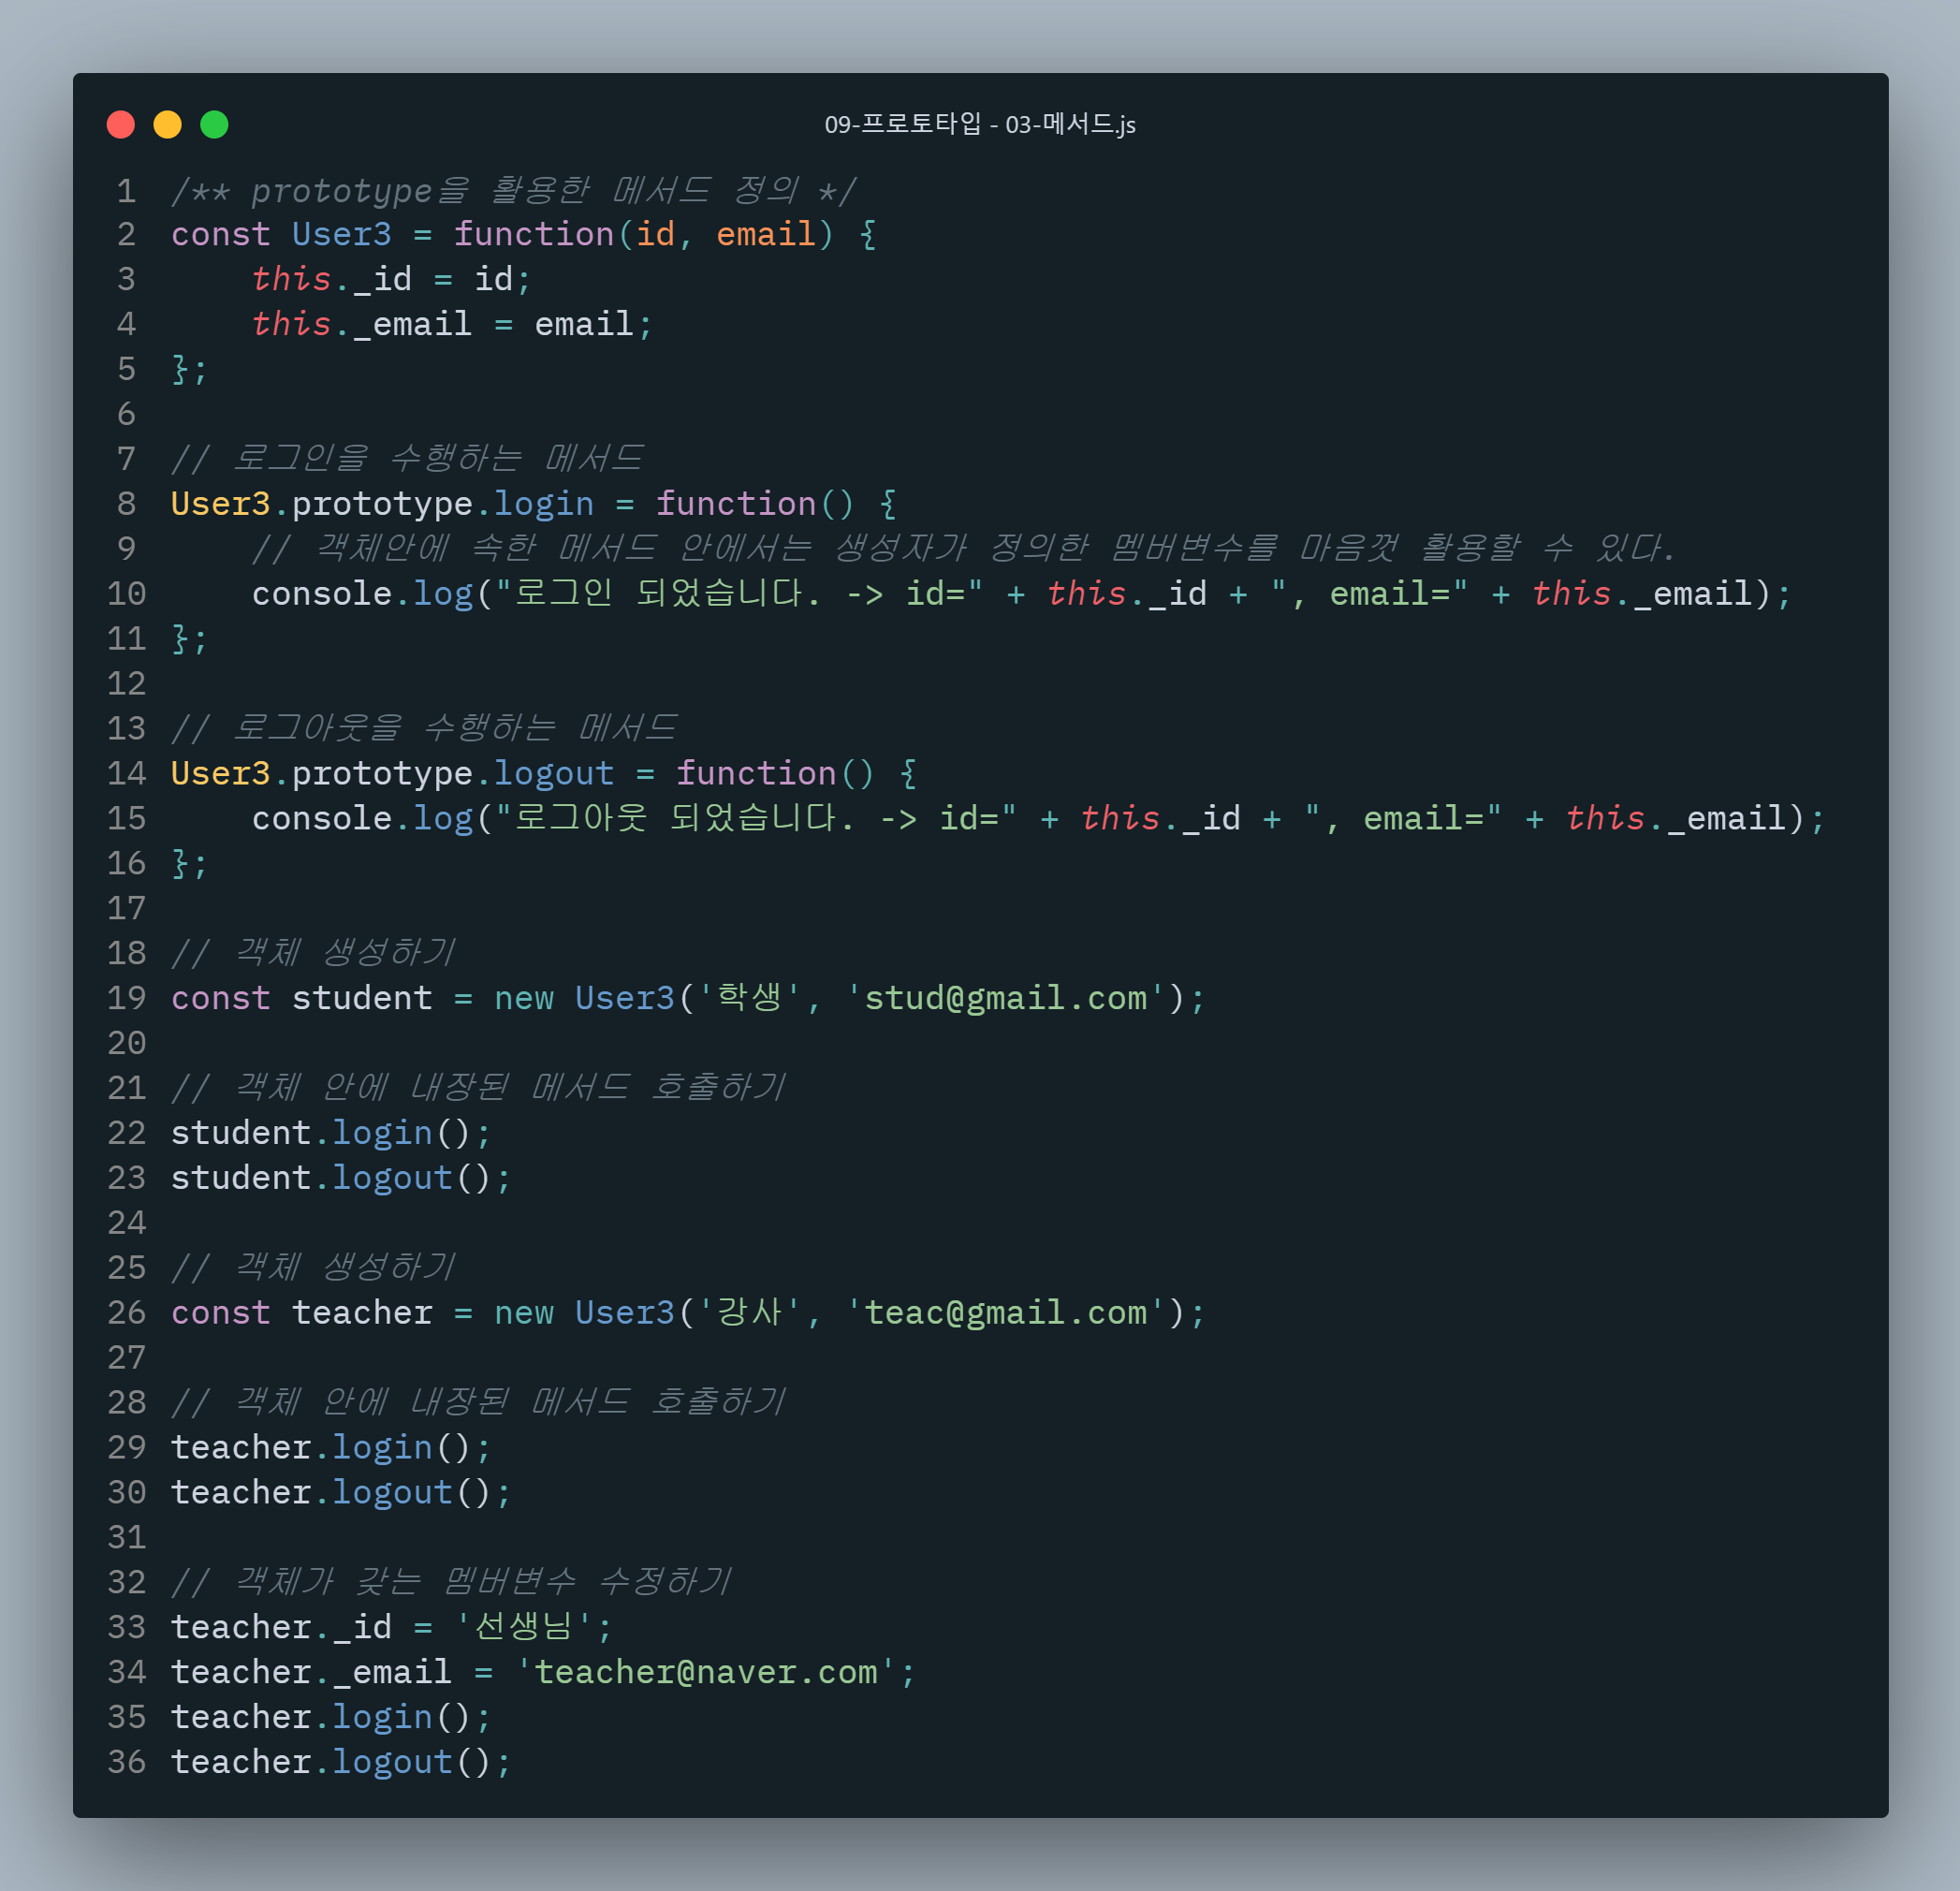 09-프로토타입 - 03-메서드.js
1 /** prototype을 활용한 메서드 정의 */
2 const User3 = function(id, email) {
3     this._id = id;
4     this._email = email;
5 };
6
7 // 로그인을 수행하는 메서드
8 User3.prototype.login = function() {
9     // 객체안에 속한 메서드 안에서는 생성자가 정의한 멤버변수를 마음껏 활용할 수 있다.
10     console.log("로그인 되었습니다. -> id=" + this._id + ", email=" + this._email);
11 };
12
13 // 로그아웃을 수행하는 메서드
14 User3.prototype.logout = function() {
15     console.log("로그아웃 되었습니다. -> id=" + this._id + ", email=" + this._email);
16 };
17
18 // 객체 생성하기
19 const student = new User3('학생', 'stud@gmail.com');
20
21 // 객체 안에 내장된 메서드 호출하기
22 student.login();
23 student.logout();
24
25 // 객체 생성하기
26 const teacher = new User3('강사', 'teac@gmail.com');
27
28 // 객체 안에 내장된 메서드 호출하기
29 teacher.login();
30 teacher.logout();
31
32 // 객체가 갖는 멤버변수 수정하기
33 teacher._id = '선생님';
34 teacher._email = 'teacher@naver.com';
35 teacher.login();
36 teacher.logout();